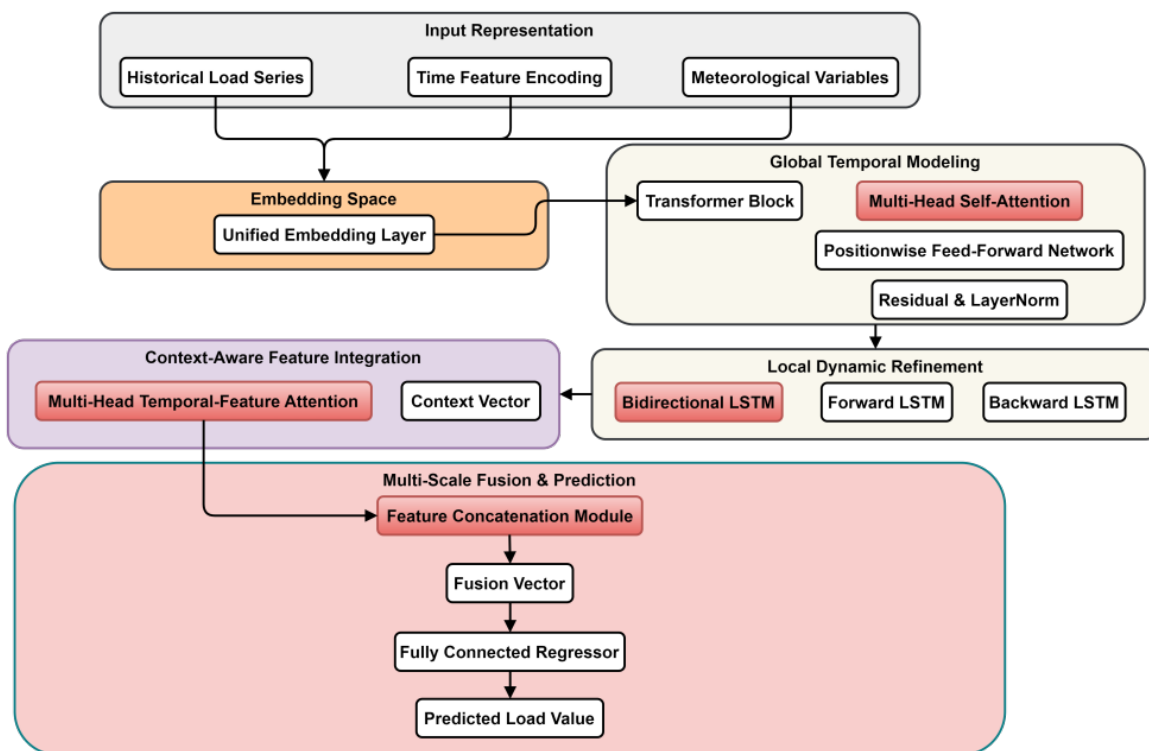 Input Representation
Historical Load Series
Time Feature Encoding
Meteorological Variables
Embedding Space
Unified Embedding Layer
Global Temporal Modeling
Transformer Block
Multi-Head Self-Attention
Positionwise Feed-Forward Network
Residual & LayerNorm
Local Dynamic Refinement
Bidirectional LSTM
Forward LSTM
Backward LSTM
Context-Aware Feature Integration
Multi-Head Temporal-Feature Attention
Context Vector
Multi-Scale Fusion & Prediction
Feature Concatenation Module
Fusion Vector
Fully Connected Regressor
Predicted Load Value